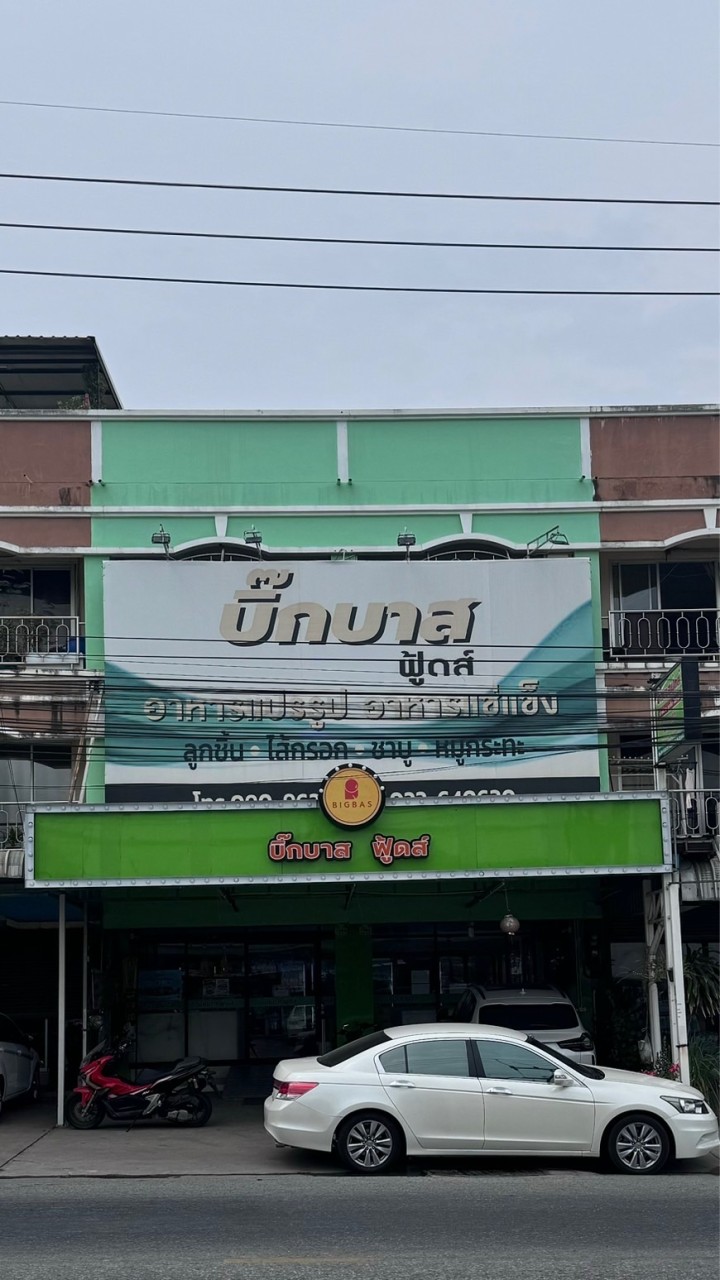 บิ๊กบาส
ฟู้ดส์
อาหารแปรรูป อาหารแช่แข็ง
ลูกชิ้น - ไส้กรอก - ชาบู - หมูกระทะ
โทร.
BIGBAS
บิ๊กบาส ฟู้ดส์